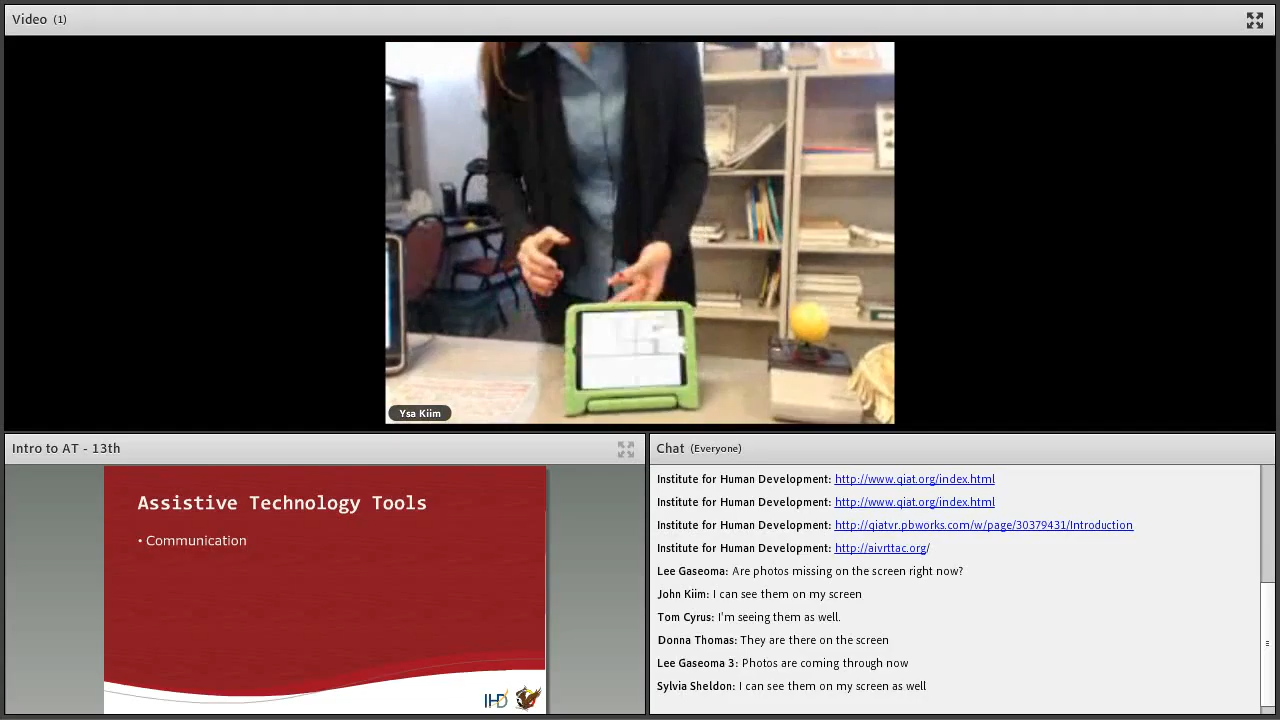 Video (1)
Ysa Kiim
Intro to AT - 13th
Assistive Technology Tools
• Communication
IHD
Chat (Everyone)
Institute for Human Development: http://www.qiat.org/index.html
Institute for Human Development: http://www.qiat.org/index.html
Institute for Human Development: http://qiatvr.pbworks.com/w/page/30379431/Introduction
Institute for Human Development: http://aivrttac.org/
Lee Gaseoma: Are photos missing on the screen right now?
John Kiim: I can see them on my screen
Tom Cyrus: I'm seeing them as well.
Donna Thomas: They are there on the screen
Lee Gaseoma 3: Photos are coming through now
Sylvia Sheldon: I can see them on my screen as well